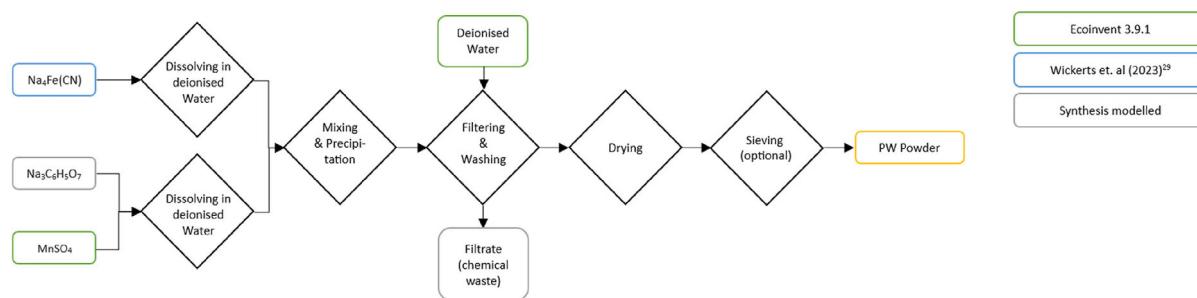 Na₄Fe(CN)
Dissolving in
deionised
Water
Na₃C₆H₅O₇
MnSO₄
Dissolving in
deionised
Water
Mixing
& Precipi-
tation
Deionised
Water
Filtering &
Washing
Filtrate
(chemical
waste)
Drying
Sieving
(optional)
PW Powder
Ecoinvent 3.9.1
Wickerts et. al (2023)²⁹
Synthesis modelled